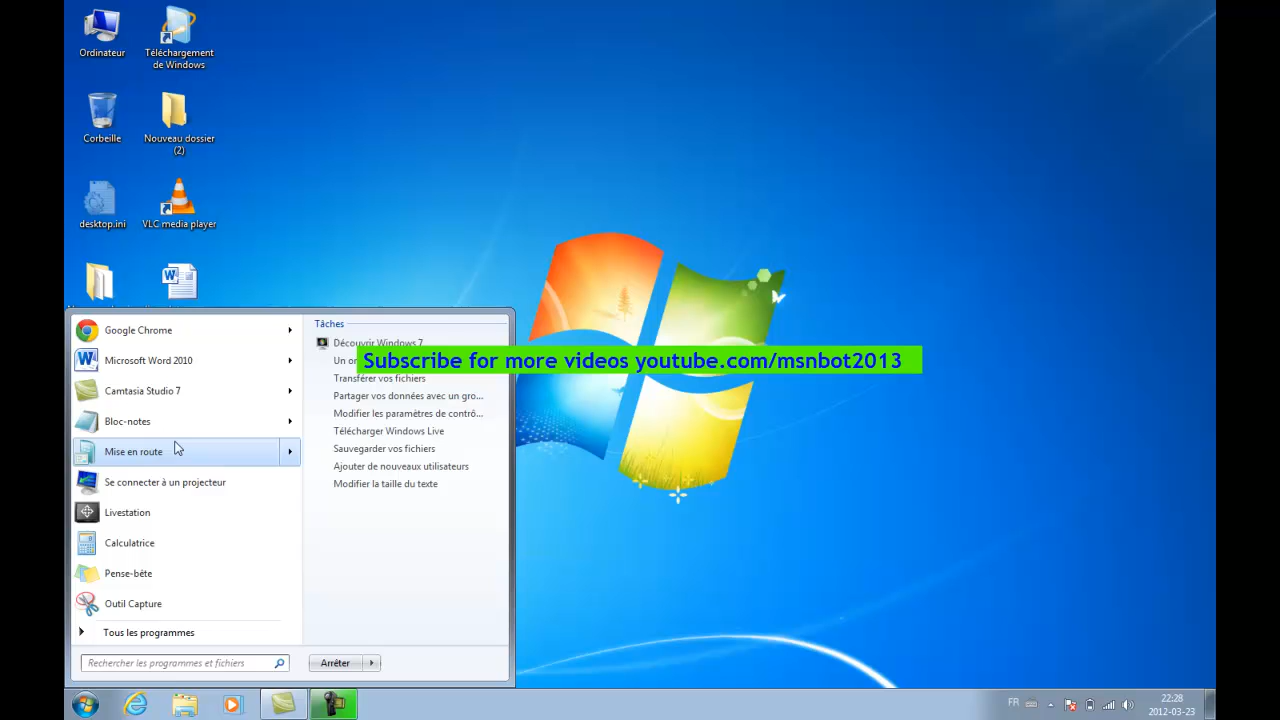 Ordinateur
Téléchargement
de Windows
Corbeille
Nouveau dossier
(2)
desktop.ini
VLC media player
Google Chrome
Microsoft Word 2010
Camtasia Studio 7
Bloc-notes
Mise en route
Se connecter à un projecteur
Livestation
Calculatrice
Pense-bête
Outil Capture
Tous les programmes
Rechercher les programmes et fichiers
Tâches
Découvrir Windows 7
Subscribe for more videos youtube.com/msnbot2013
Transférer vos fichiers
Partager vos données avec un gro...
Modifier les paramètres de contrô...
Télécharger Windows Live
Sauvegarder vos fichiers
Ajouter de nouveaux utilisateurs
Modifier la taille du texte
Arrêter
FR
22:28
2012-03-23